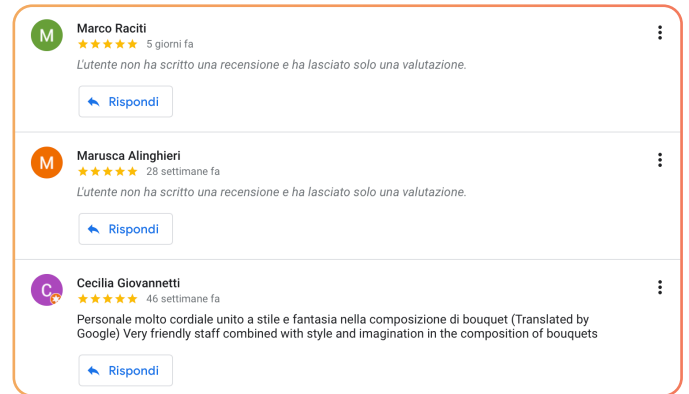 M
Marco Raciti
5 giorni fa
L'utente non ha scritto una recensione e ha lasciato solo una valutazione.
Rispondi
M
Marusca Alinghieri
28 settimane fa
L'utente non ha scritto una recensione e ha lasciato solo una valutazione.
Rispondi
C
Cecilia Giovannetti
46 settimane fa
Personale molto cordiale unito a stile e fantasia nella composizione di bouquet (Translated by
Google) Very friendly staff combined with style and imagination in the composition of bouquets
Rispondi